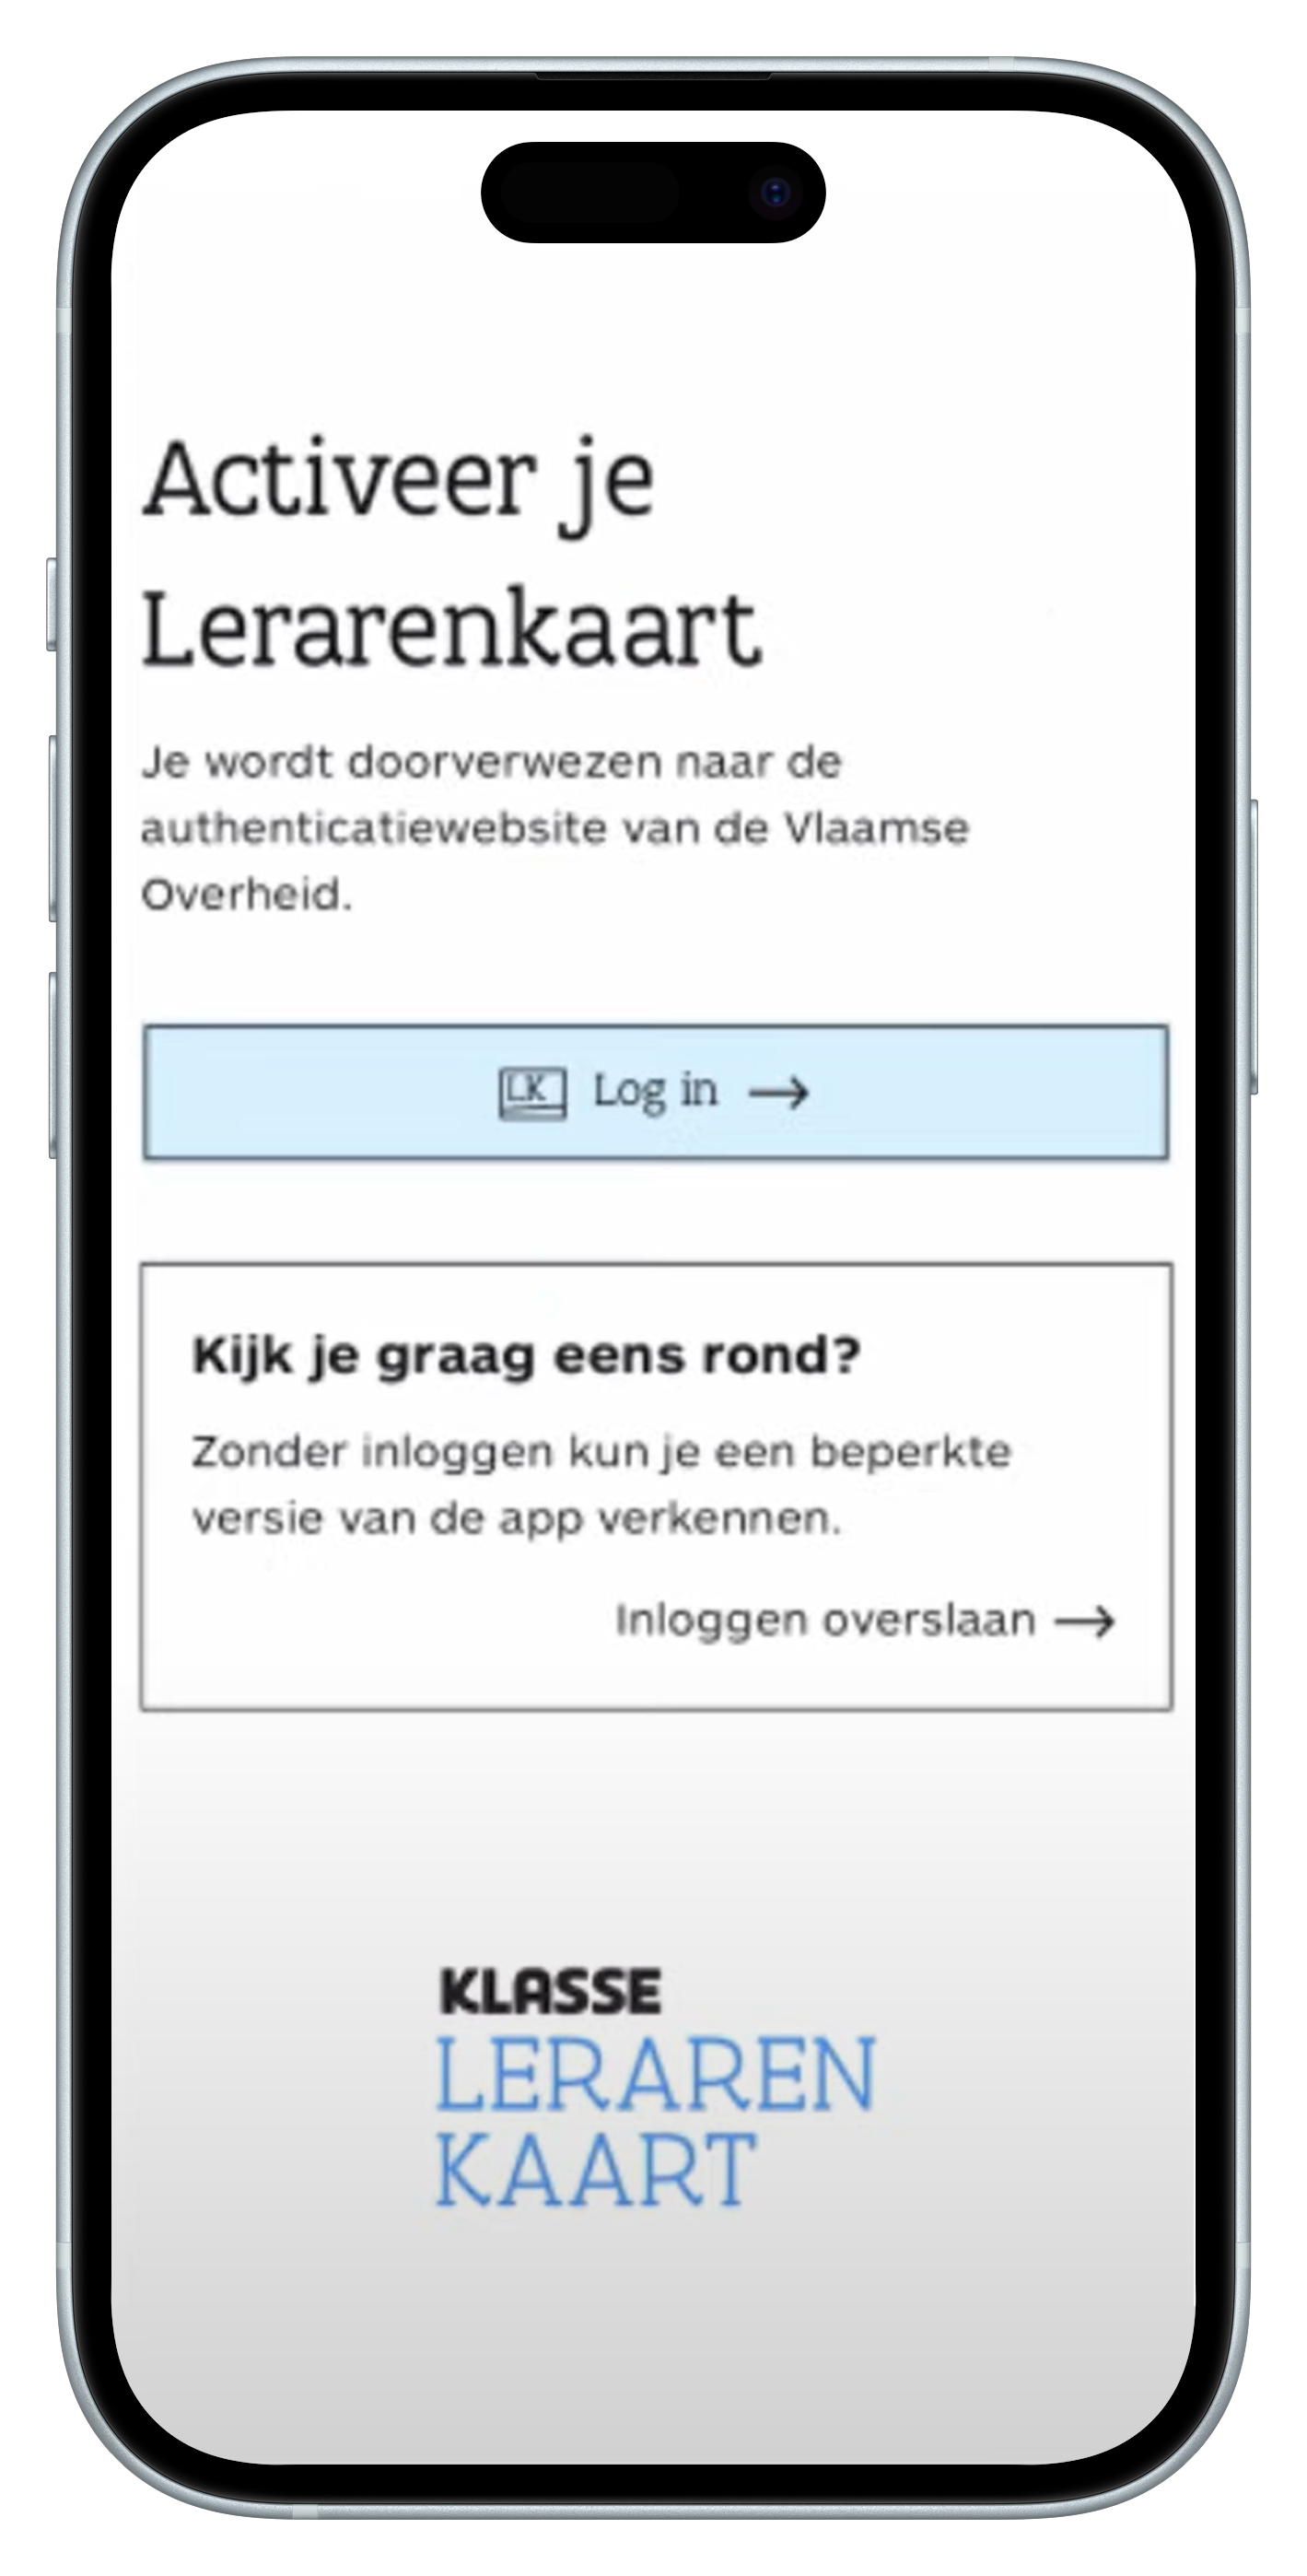 Activeer je
Lerarenkaart
Je wordt doorverwezen naar de
authenticatiewebsite van de Vlaamse
Overheid.
LK Log in →
Kijk je graag eens rond?
Zonder inloggen kun je een beperkte
versie van de app verkennen.
Inloggen overslaan →
KLASSE
LERAREN
KAART